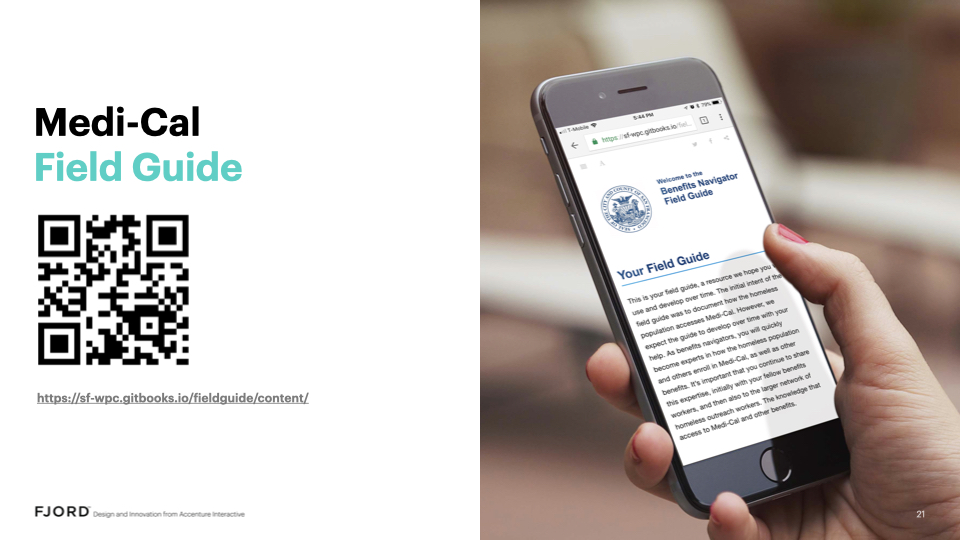 Medi-Cal
Field Guide
https://sf-wpc.gitbooks.io/fieldguide/content/
FJORD Design and Innovation from Accenture Interactive
T-Mobile
5:44 PM
79%
https://sf-wpc.gitbooks.io/fiel...
1
A
Welcome to the
Benefits Navigator
Field Guide
Your Field Guide
This is your field guide, a resource we hope you
use and develop over time. The initial intent of the
field guide was to document how the homeless
population accesses Medi-Cal. However, we
expect the guide to develop over time with your
help. As benefits navigators, you will quickly
become experts in how the homeless population
and others enroll in Medi-Cal, as well as other
benefits. It's important that you continue to share
this expertise, initially with your fellow benefits
workers, and then also to the larger network of
homeless outreach workers. The knowledge that
access to Medi-Cal and other benefits.
21